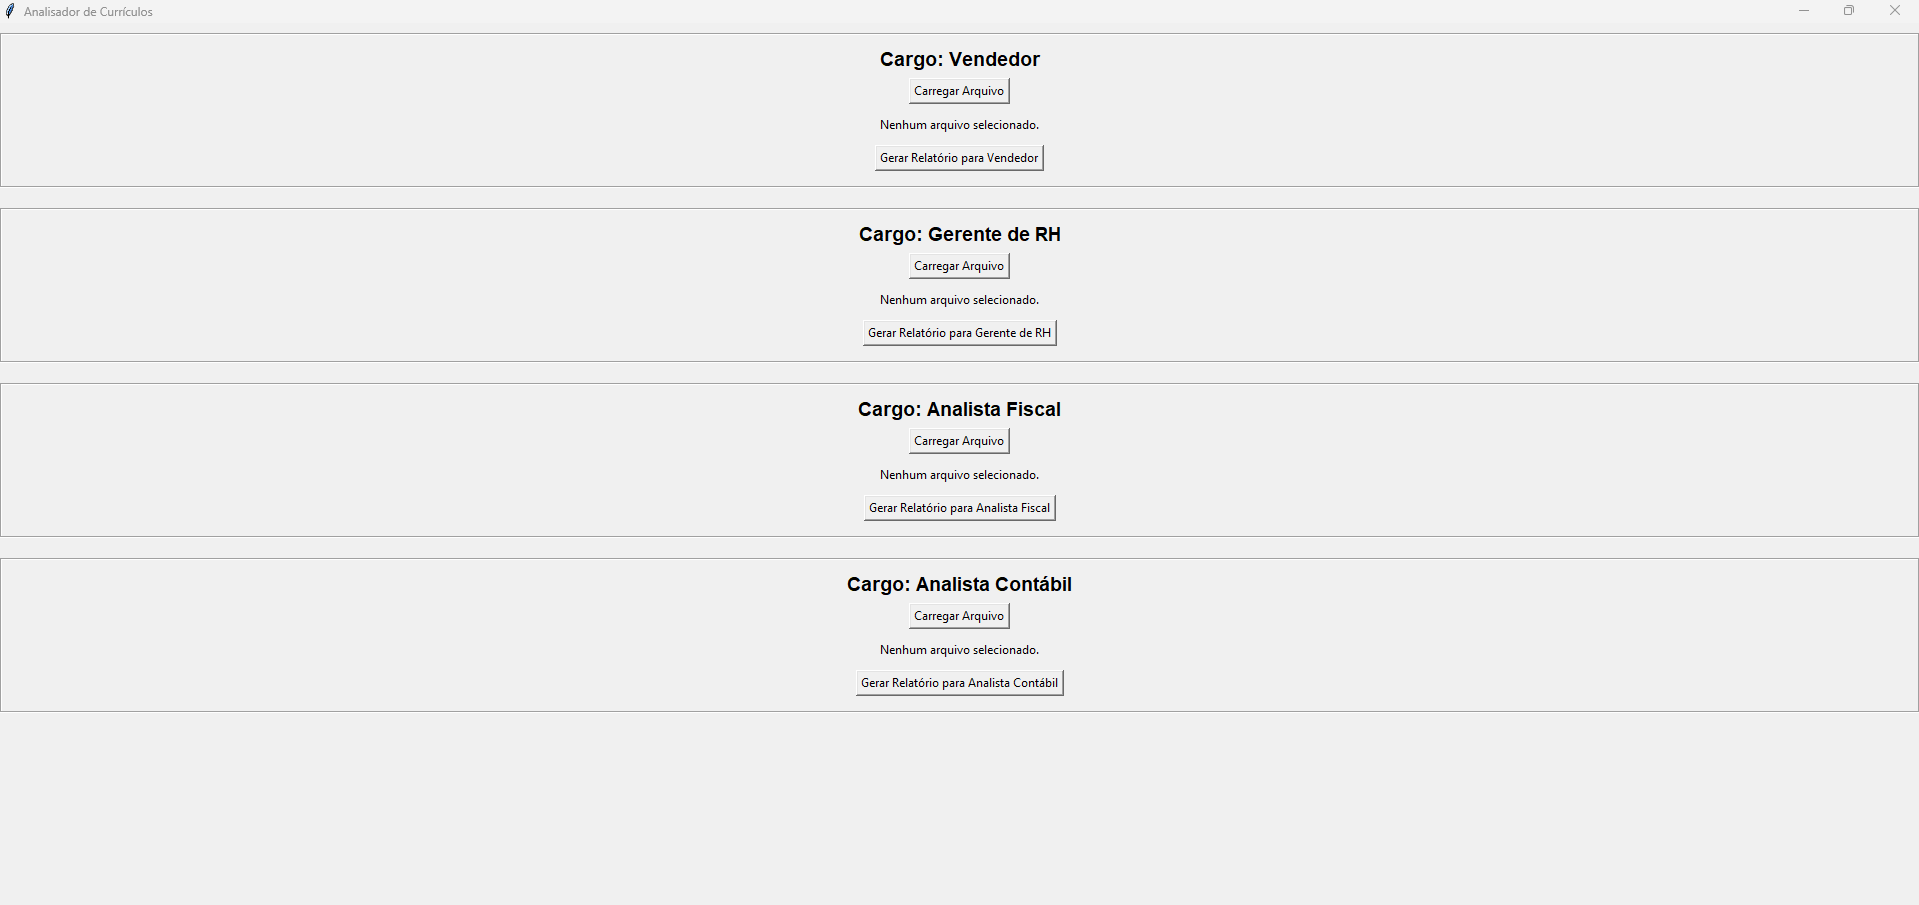 Analisador de Currículos
Cargo: Vendedor
Carregar Arquivo
Nenhum arquivo selecionado.
Gerar Relatório para Vendedor
Cargo: Gerente de RH
Carregar Arquivo
Nenhum arquivo selecionado.
Gerar Relatório para Gerente de RH
Cargo: Analista Fiscal
Carregar Arquivo
Nenhum arquivo selecionado.
Gerar Relatório para Analista Fiscal
Cargo: Analista Contábil
Carregar Arquivo
Nenhum arquivo selecionado.
Gerar Relatório para Analista Contábil